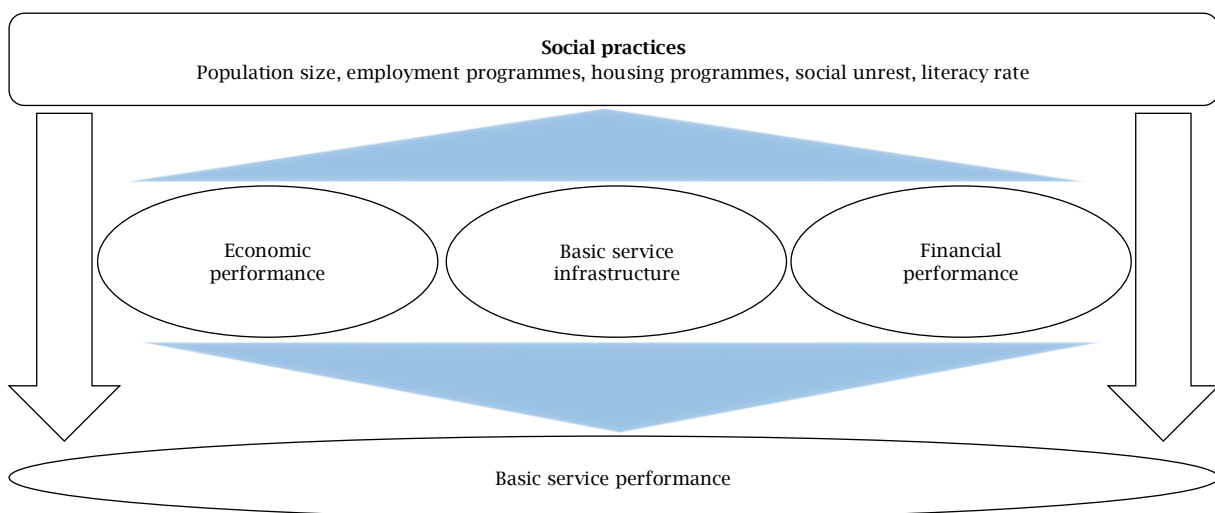 Social practices
Population size, employment programmes, housing programmes, social unrest, literacy rate
Economic
performance
Basic service
infrastructure
Financial
performance
Basic service performance